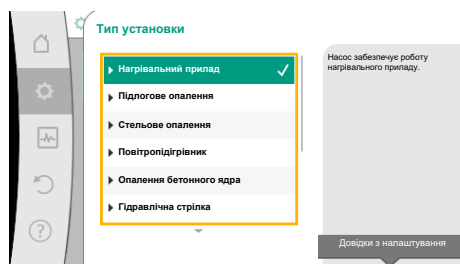 Тип установки
Нагрівальний прилад
Підлогове опалення
Стельове опалення
Повітропідігрівник
Опалення бетонного ядра
Гідравлічна стрілка
Насос забезпечує роботу
нагрівального приладу.
Довідки з налаштування